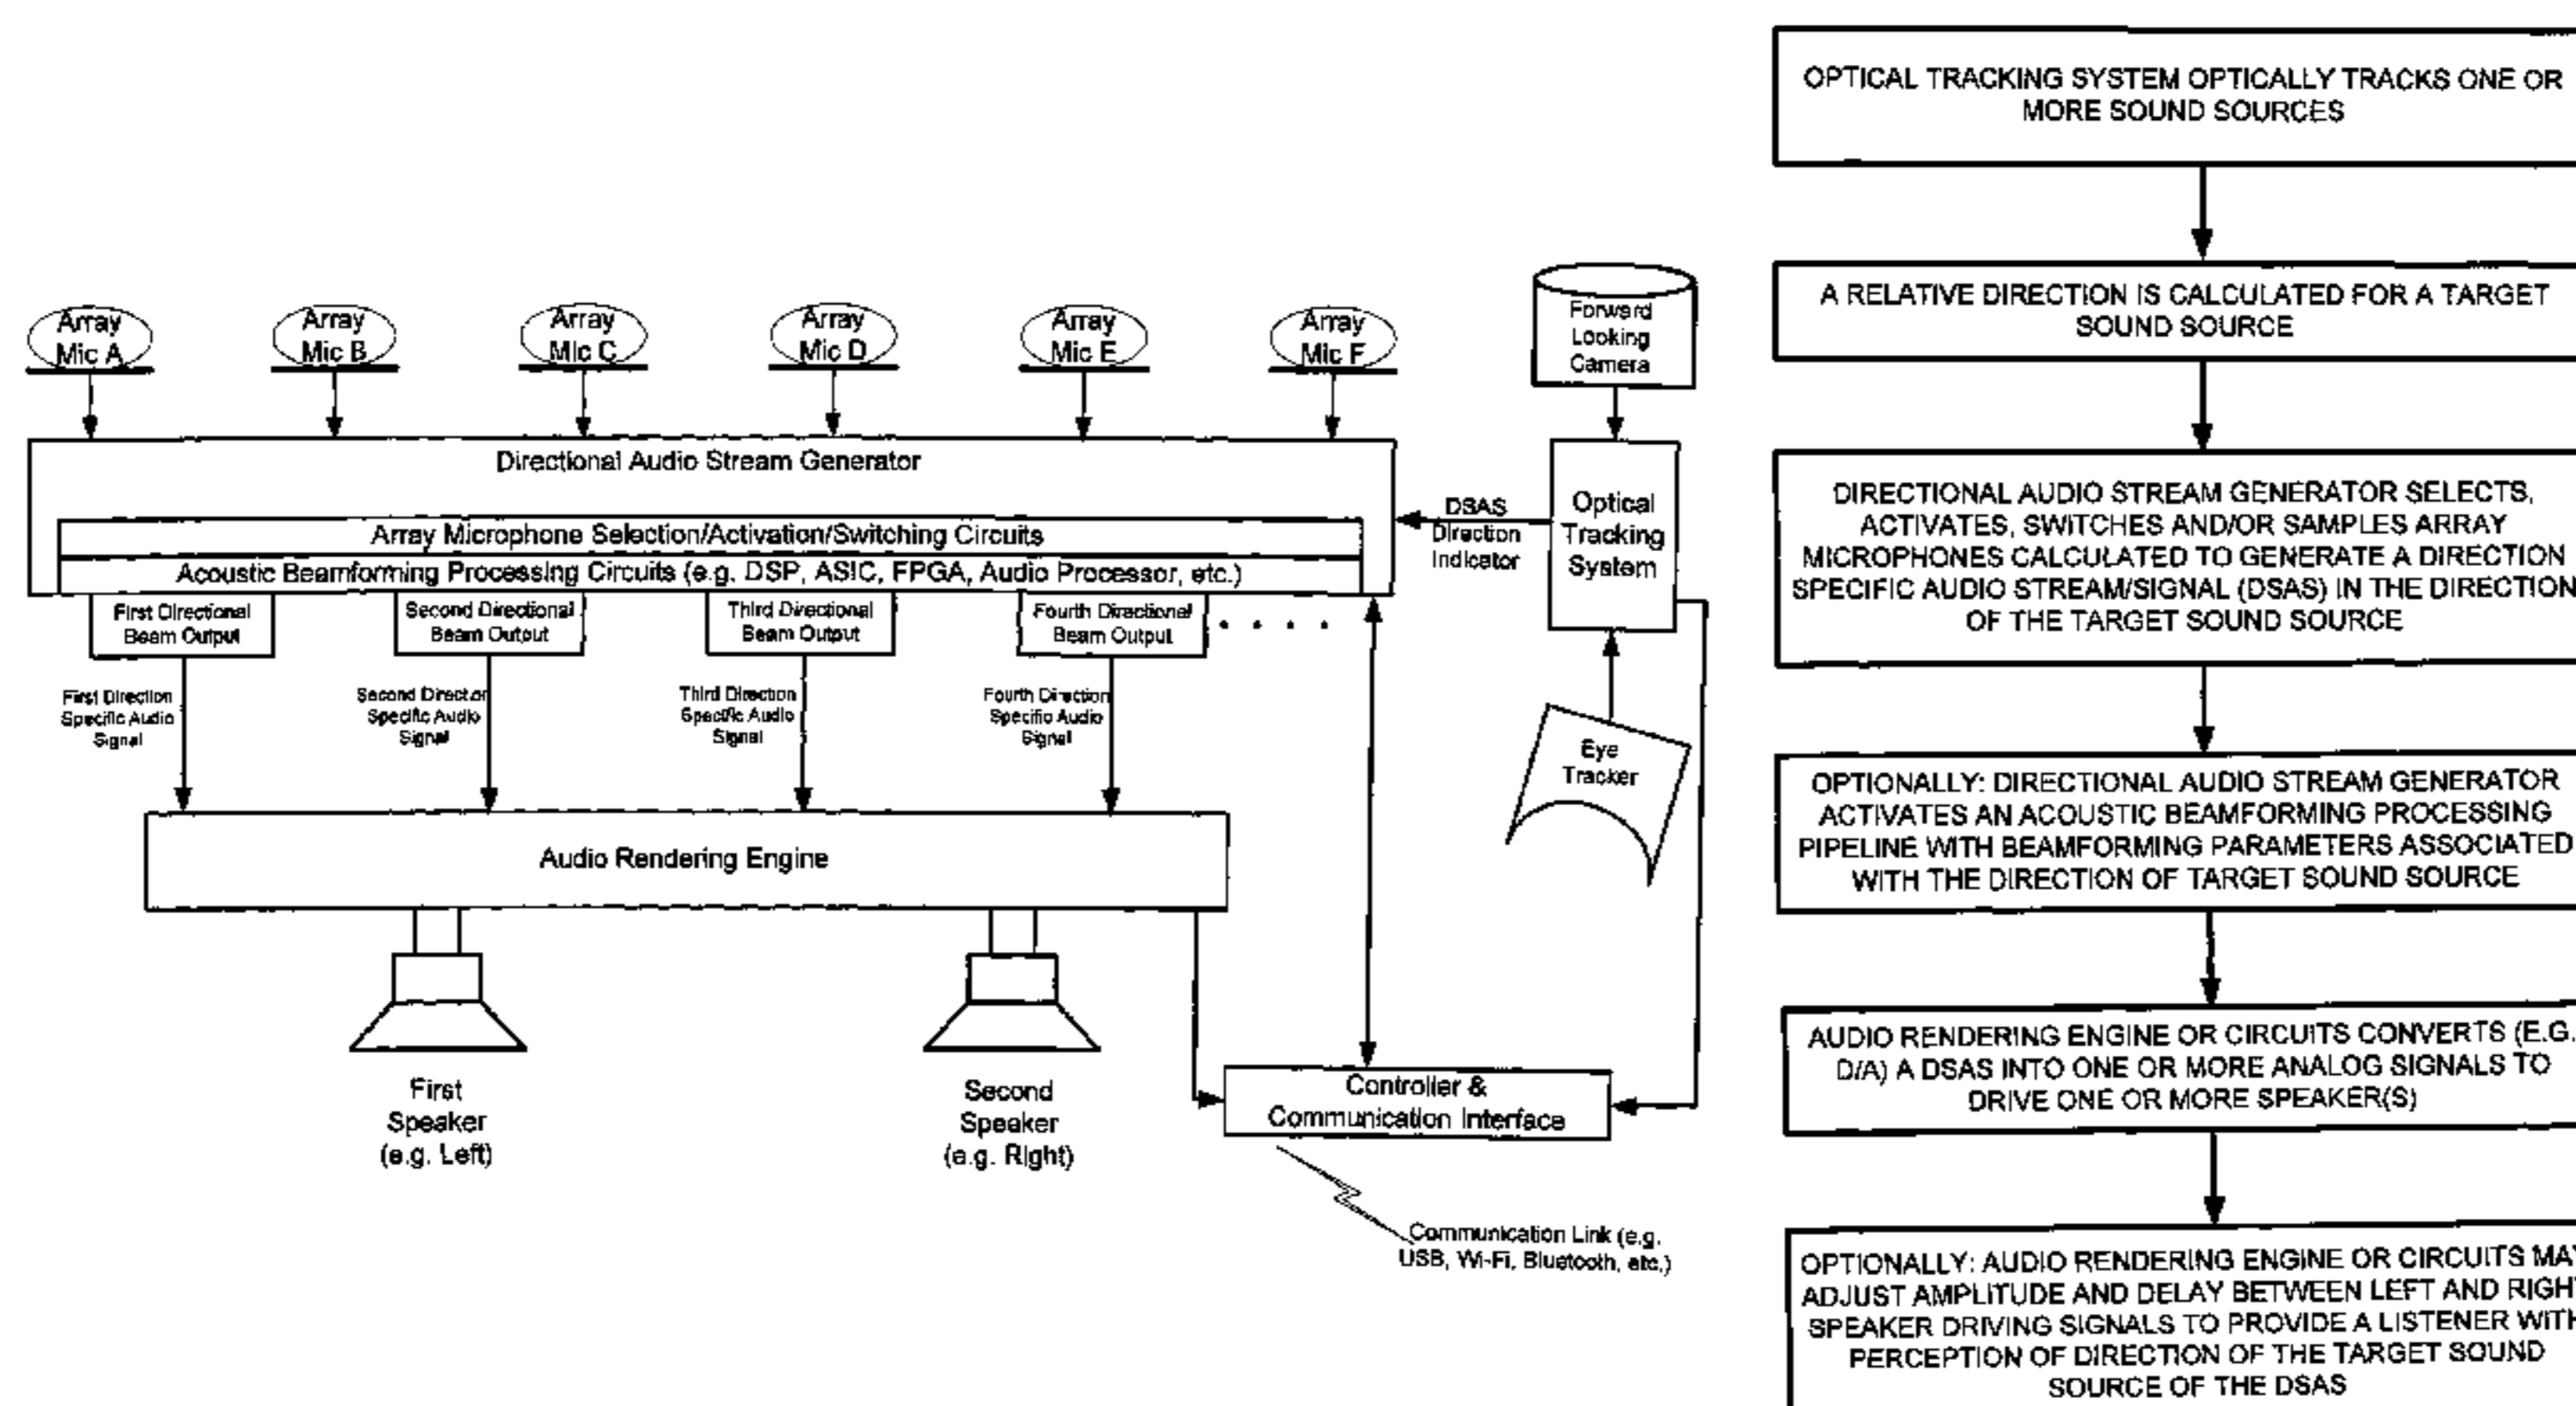 Array
Mic A
Array
Mic B
Array
Mic C
Array
Mic D
Array
Mic E
Array
Mic F
Forward
Looking
Camera
Directional Audio Stream Generator
Array Microphone Selection/Activation/Switching Circuits
Acoustic Beamforming Processing Circuits (e.g. DSP, ASIC, FPGA, Audio Processor, etc.)
DSAS
Direction
Indicator
Optical
Tracking
System
First Directional
Beam Output
Second Directional
Beam Output
Third Directional
Beam Output
Fourth Directional
Beam Output
. . . .
First Direction
Specific Audio
Signal
Second Direction
Specific Audio
Signal
Third Direction
Specific Audio
Signal
Fourth Direction
Specific Audio
Signal
Eye
Tracker
Audio Rendering Engine
First
Speaker
(e.g. Left)
Second
Speaker
(e.g. Right)
Controller &
Communication Interface
Communication Link (e.g.
USB, Wi-Fi, Bluetooth, etc.)
OPTICAL TRACKING SYSTEM OPTICALLY TRACKS ONE OR
MORE SOUND SOURCES
A RELATIVE DIRECTION IS CALCULATED FOR A TARGET
SOUND SOURCE
DIRECTIONAL AUDIO STREAM GENERATOR SELECTS,
ACTIVATES, SWITCHES AND/OR SAMPLES ARRAY
MICROPHONES CALCULATED TO GENERATE A DIRECTION
SPECIFIC AUDIO STREAM/SIGNAL (DSAS) IN THE DIRECTION
OF THE TARGET SOUND SOURCE
OPTIONALLY: DIRECTIONAL AUDIO STREAM GENERATOR
ACTIVATES AN ACOUSTIC BEAMFORMING PROCESSING
PIPELINE WITH BEAMFORMING PARAMETERS ASSOCIATED
WITH THE DIRECTION OF TARGET SOUND SOURCE
AUDIO RENDERING ENGINE OR CIRCUITS CONVERTS (E.G.
D/A) A DSAS INTO ONE OR MORE ANALOG SIGNALS TO
DRIVE ONE OR MORE SPEAKER(S)
OPTIONALLY: AUDIO RENDERING ENGINE OR CIRCUITS MAY
ADJUST AMPLITUDE AND DELAY BETWEEN LEFT AND RIGHT
SPEAKER DRIVING SIGNALS TO PROVIDE A LISTENER WITH
PERCEPTION OF DIRECTION OF THE TARGET SOUND
SOURCE OF THE DSAS